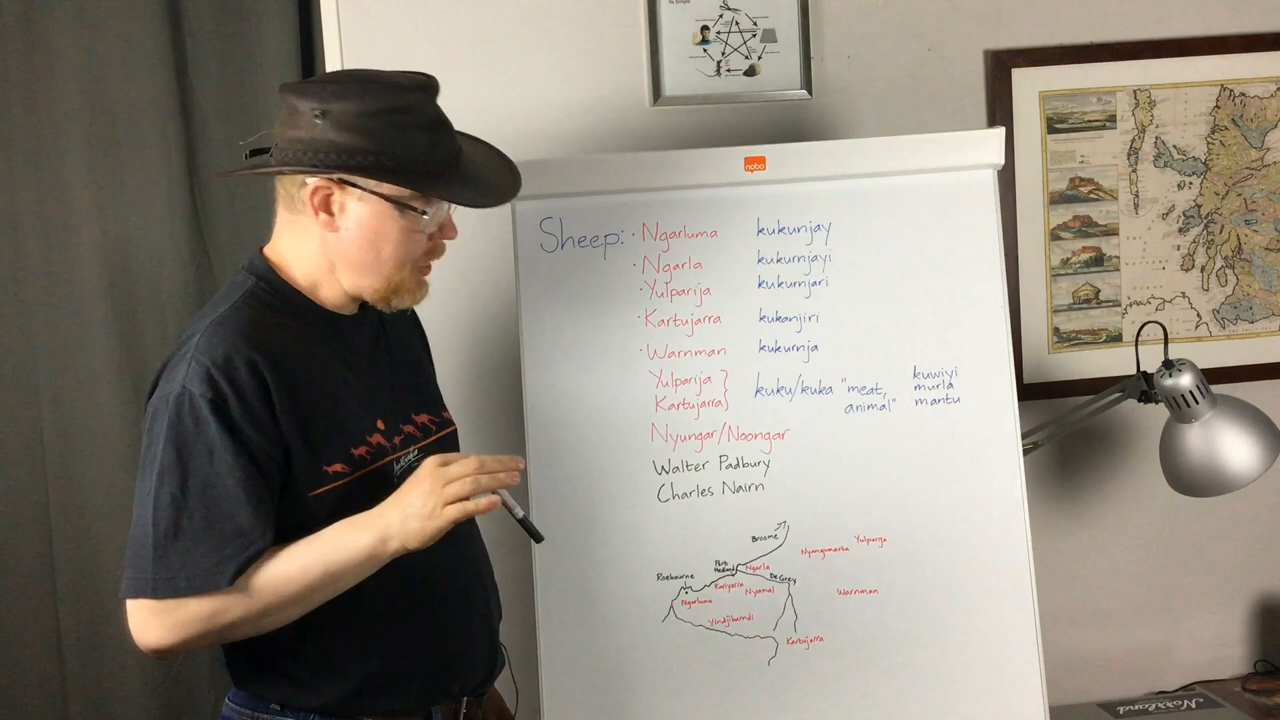 nobo
Sheep: · Ngarluma kukunjay
· Ngarla kukurnjayi
· Yulparija kukurnjari
· Kartujarra kukanjiri
· Warnman kukurnja
Yulparija } kuku/kuka "meat, kuwiyi
Kartujarra } animal" murla
mantu
Nyungar/Noongar
Walter Padbury
Charles Nairn
Broome
Nyangumarta Yulparija
Port
Hedland Ngarla
Roebourne Kariyarra De Grey
Ngarluma Nyamal Warnman
Yindjibarndi
Kartujarra
Norrland